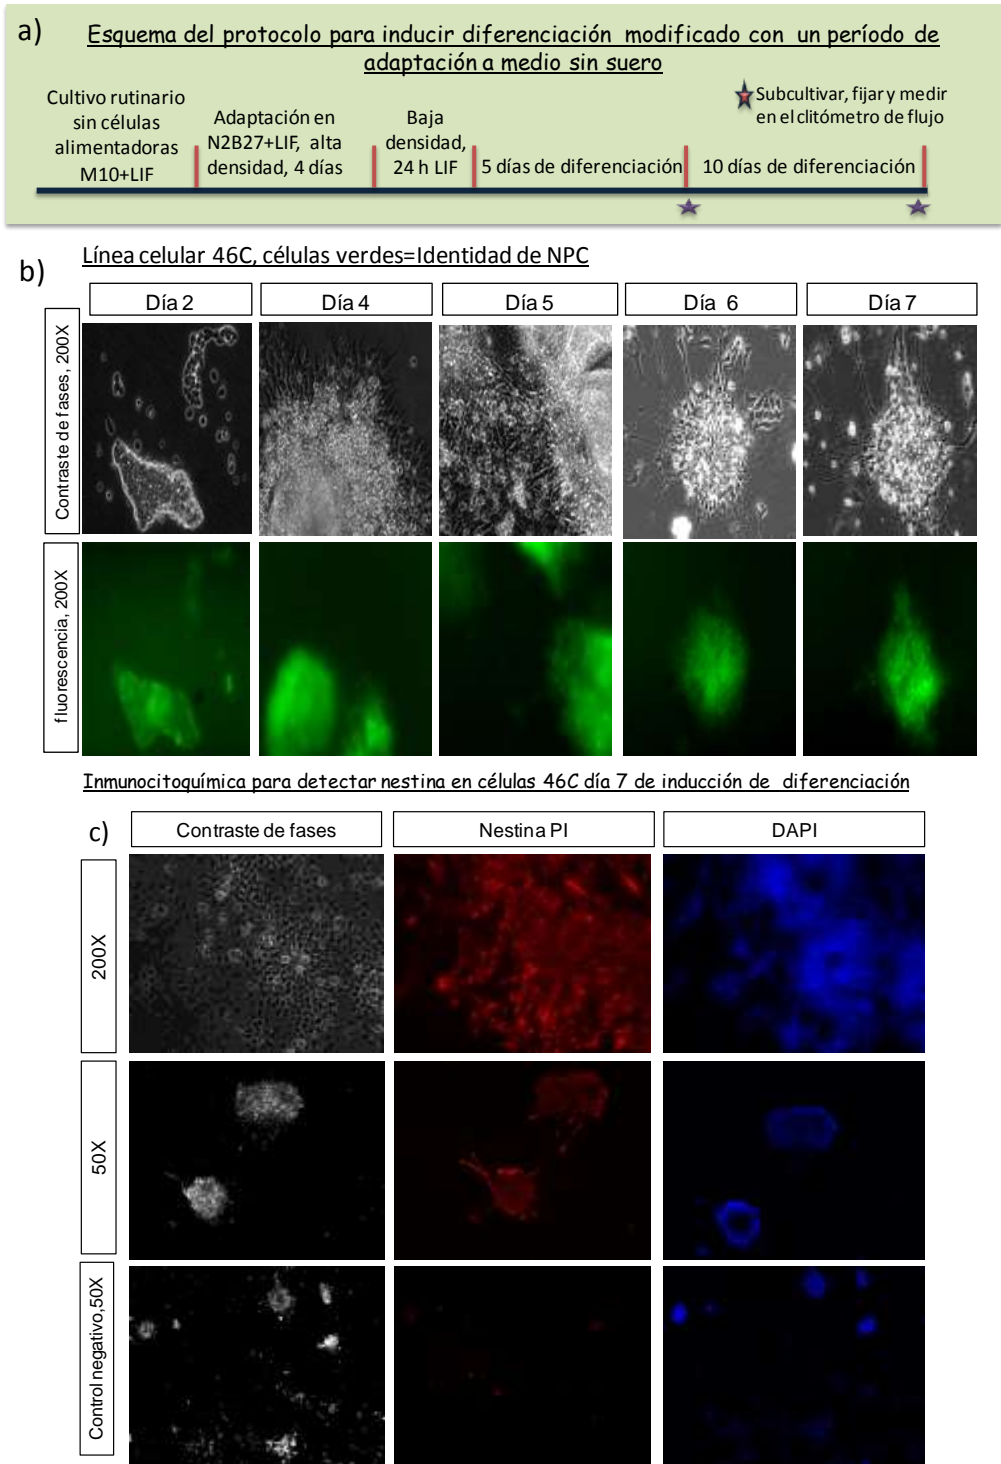 a)
Esquema del protocolo para inducir diferenciación modificado con un período de
adaptación a medio sin suero
Cultivo rutinario
sin células
alimentadoras
M10+LIF
Adaptación en
N2B27+LIF, alta
densidad, 4 días
Baja
densidad,
24 h LIF
5 días de diferenciación
Subcultivar, fijar y medir
en el clitómetro de flujo
10 días de diferenciación
b)
Línea celular 46C, células verdes=Identidad de NPC
Día 2
Día 4
Día 5
Día 6
Día 7
Contraste de fases, 200X
fluorescencia, 200X
Inmunocitoquímica para detectar nestina en células 46C día 7 de inducción de diferenciación
c)
Contraste de fases
Nestina PI
DAPI
200X
50X
Control negativo,50X